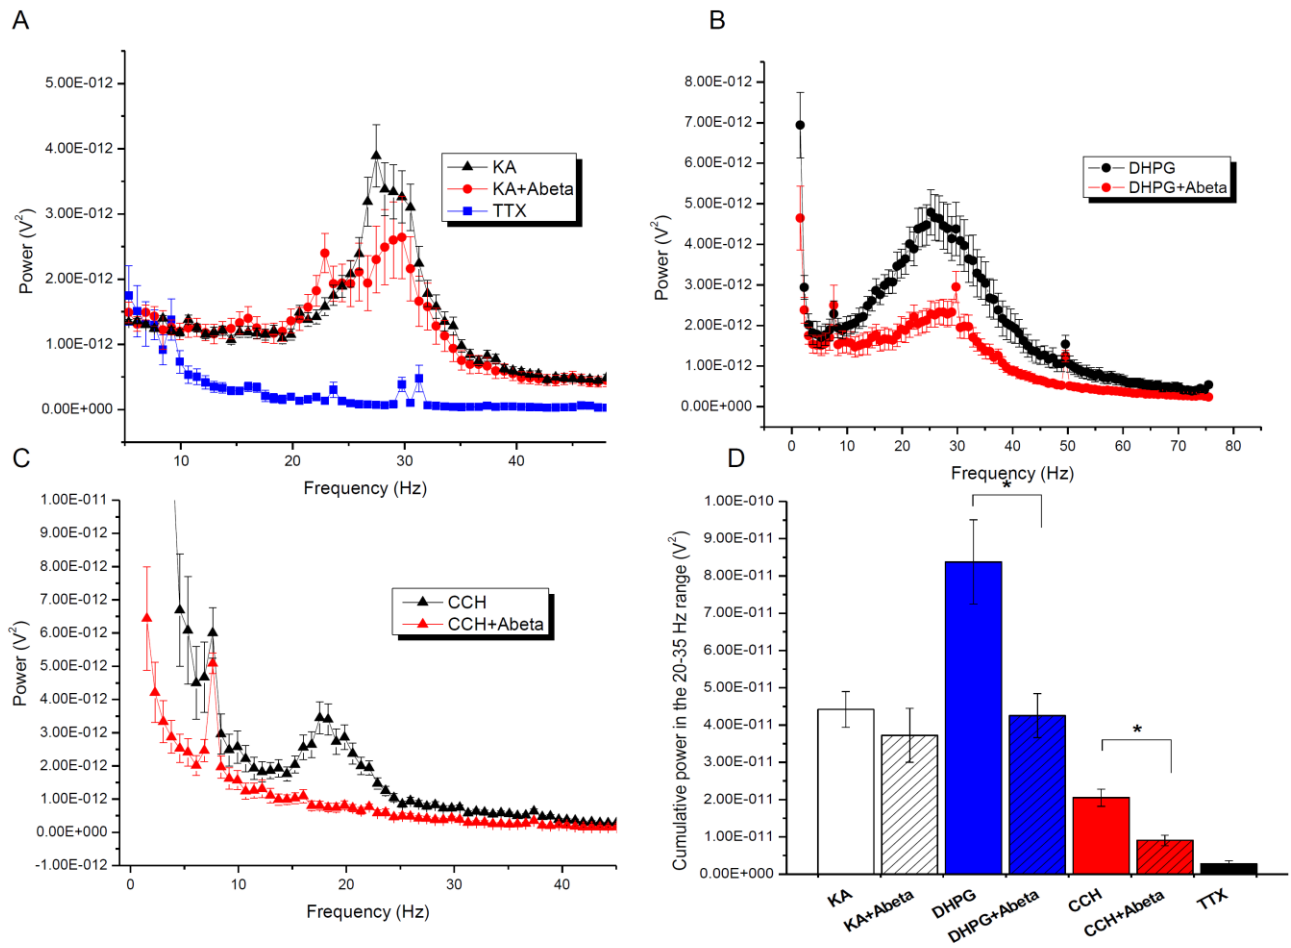 A
5.00E-012
4.00E-012
3.00E-012
2.00E-012
1.00E-012
0.00E+000
Power (V²)
KA
KA+Abeta
TTX
10 20 30 40
Frequency (Hz)
B
8.00E-012
7.00E-012
6.00E-012
5.00E-012
4.00E-012
3.00E-012
2.00E-012
1.00E-012
0.00E+000
Power (V²)
DHPG
DHPG+Abeta
0 10 20 30 40 50 60 70 80
Frequency (Hz)
C
1.00E-011
9.00E-012
8.00E-012
7.00E-012
6.00E-012
5.00E-012
4.00E-012
3.00E-012
2.00E-012
1.00E-012
0.00E+000
-1.00E-012
Power (V²)
CCH
CCH+Abeta
0 10 20 30 40
Frequency (Hz)
D
1.00E-010
9.00E-011
8.00E-011
7.00E-011
6.00E-011
5.00E-011
4.00E-011
3.00E-011
2.00E-011
1.00E-011
0.00E+000
Cumulative power in the 20-35 Hz range (V²)
*
*
KA KA+Abeta DHPG DHPG+Abeta CCH CCH+Abeta TTX